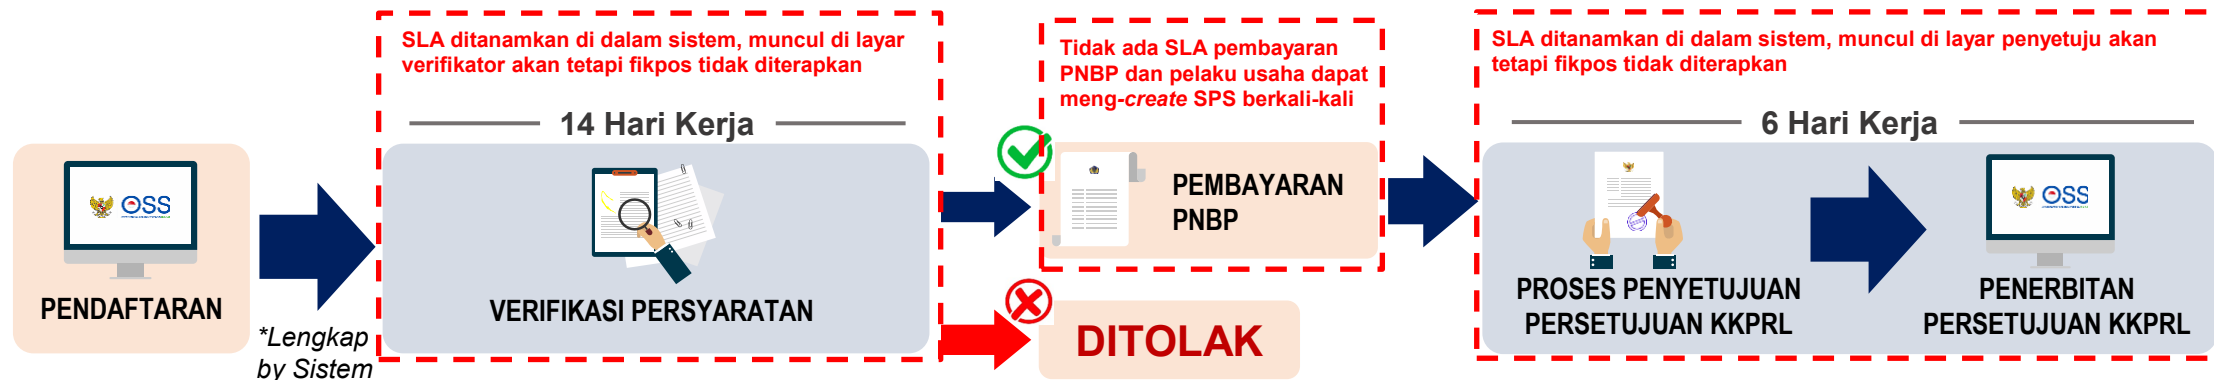 SLA ditanamkan di dalam sistem, muncul di layar
verifikator akan tetapi fikpos tidak diterapkan
Tidak ada SLA pembayaran
PNBP dan pelaku usaha dapat
meng-create SPS berkali-kali
SLA ditanamkan di dalam sistem, muncul di layar penyetuju akan
tetapi fikpos tidak diterapkan
14 Hari Kerja
6 Hari Kerja
OSS
PENDAFTARAN
*Lengkap
by Sistem
VERIFIKASI PERSYARATAN
PEMBAYARAN
PNBP
DITOLAK
PROSES PENYETUJUAN
PERSETUJUAN KKPRL
OSS
PENERBITAN
PERSETUJUAN KKPRL